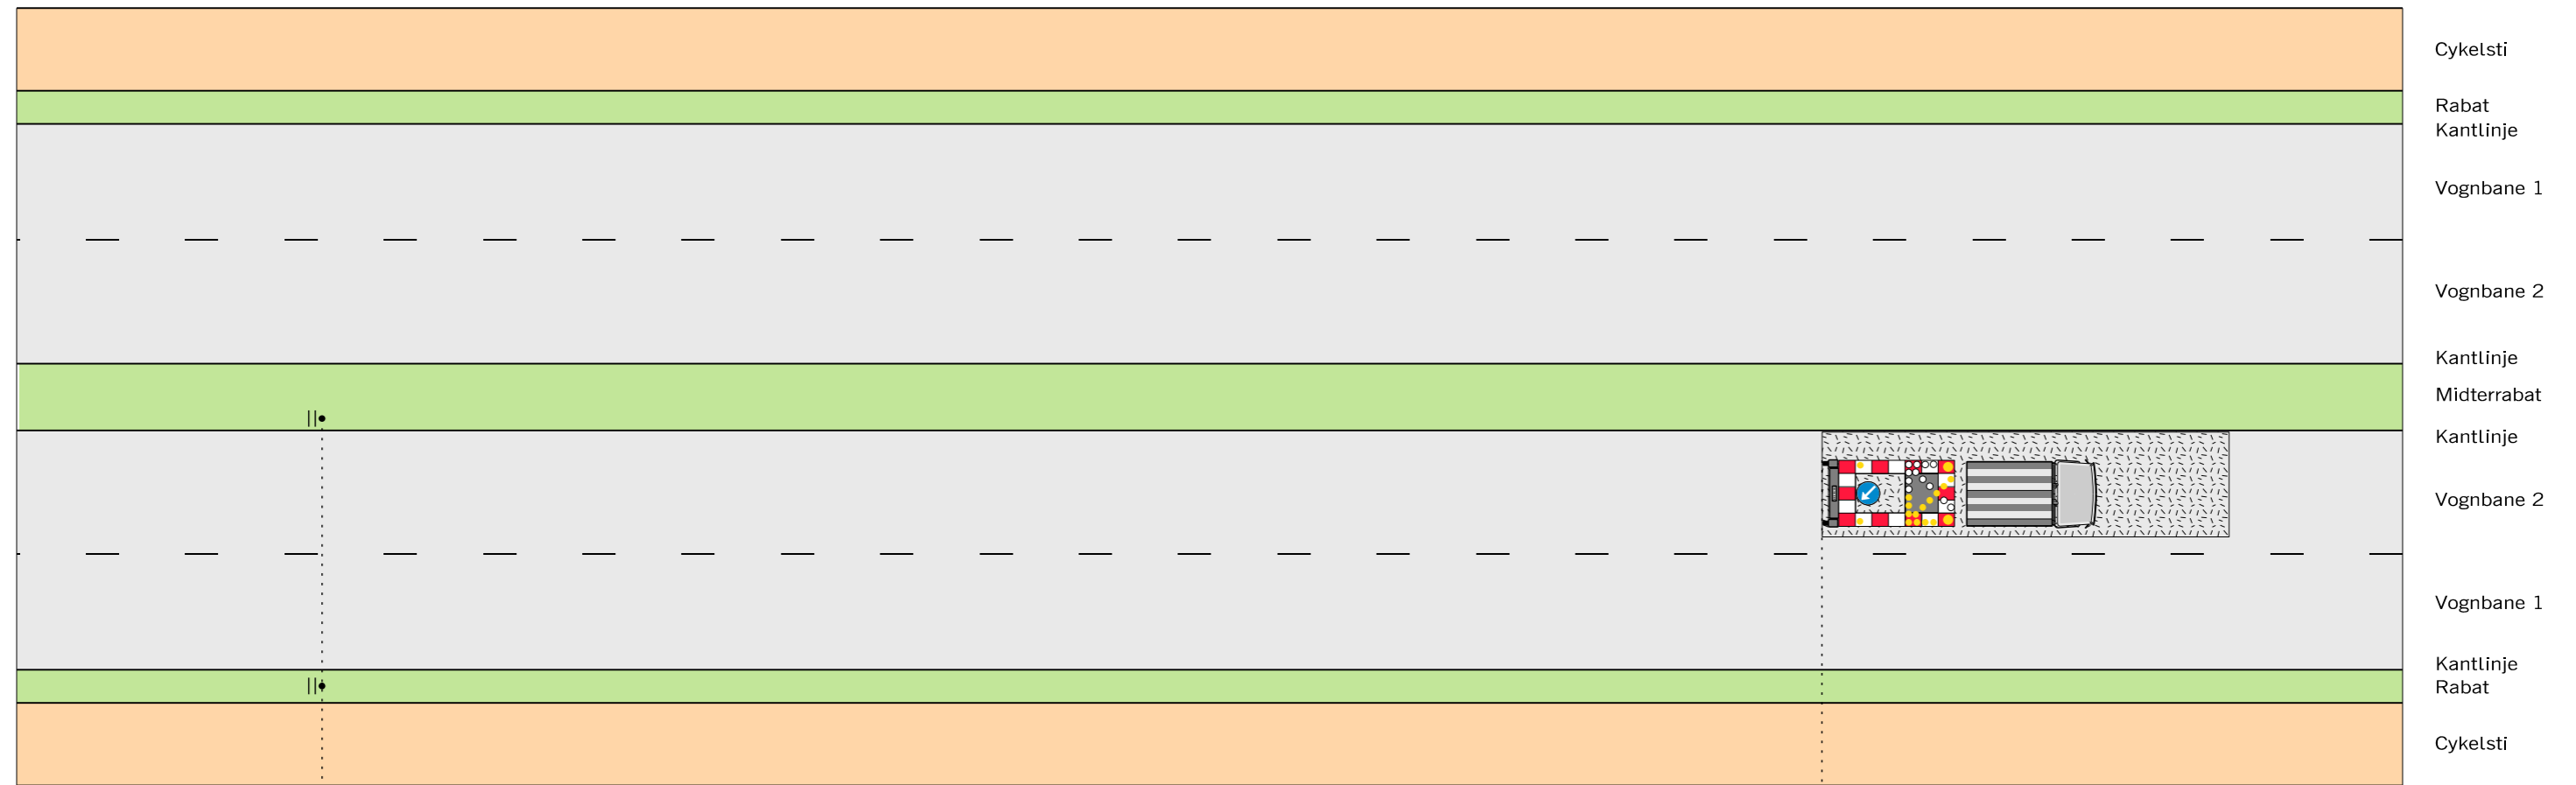 Cykelsti
Rabat
Kantlinje
Vognbane 1
Vognbane 2
Kantlinje
Midterrabat
Kantlinje
Vognbane 2
Vognbane 1
Kantlinje
Rabat
Cykelsti